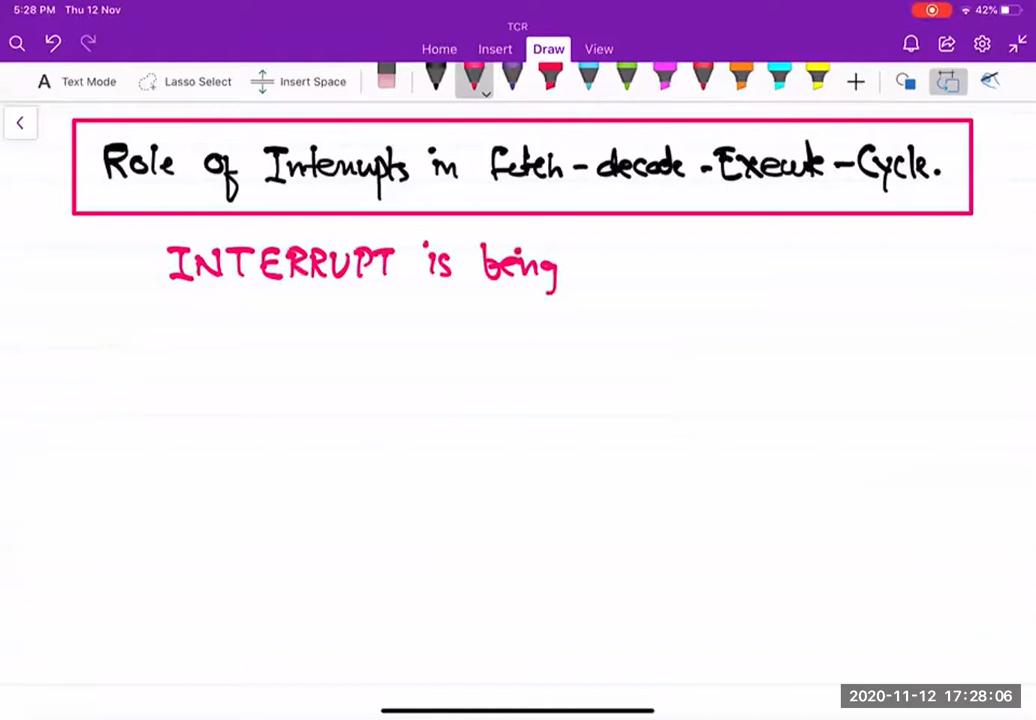 5:28 PM Thu 12 Nov
42%
TCR
Home Insert Draw View
A Text Mode Lasso Select Insert Space
Role of Interrupts in Fetch-decode-Execute-Cycle.
INTERRUPT is being
2020-11-12 17:28:06